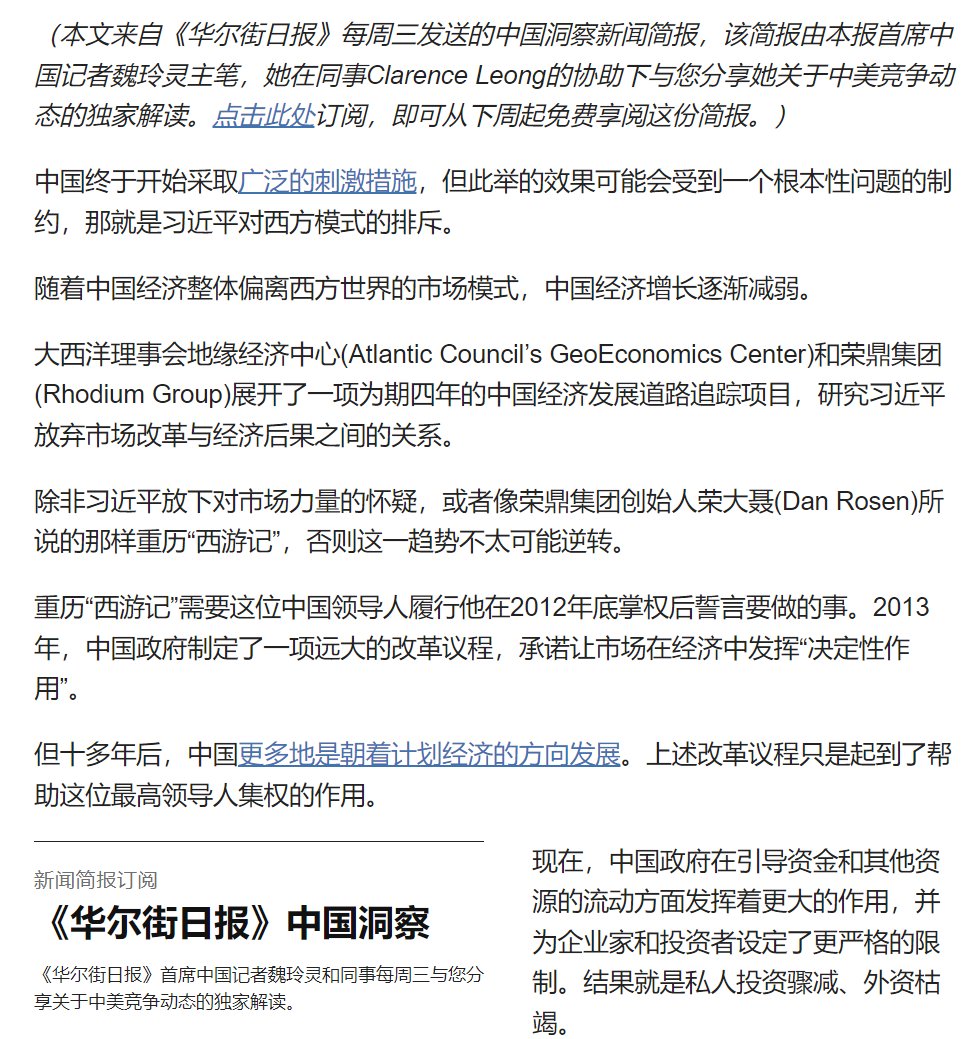 （本文来自《华尔街日报》每周三发送的中国洞察新闻简报，该简报由本报首席中
国记者魏玲灵主笔，她在同事Clarence Leong的协助下与您分享她关于中美竞争动
态的独家解读。点击此处订阅，即可从下周起免费享阅这份简报。）
中国终于开始采取广泛的刺激措施，但此举的效果可能会受到一个根本性问题的制
约，那就是习近平对西方模式的排斥。
随着中国经济整体偏离西方世界的市场模式，中国经济增长逐渐减弱。
大西洋理事会地缘经济中心(Atlantic Council’s GeoEconomics Center)和荣鼎集团
(Rhodium Group)展开了一项为期四年的中国经济发展道路追踪项目，研究习近平
放弃市场改革与经济后果之间的关系。
除非习近平放下对市场力量的怀疑，或者像荣鼎集团创始人荣大聂(Dan Rosen)所
说的那样重历“西游记”，否则这一趋势不太可能逆转。
重历“西游记”需要这位中国领导人履行他在2012年底掌权后誓言要做的事。2013
年，中国政府制定了一项远大的改革议程，承诺让市场在经济中发挥“决定性作
用”。
但十多年后，中国更多地是朝着计划经济的方向发展。上述改革议程只是起到了帮
助这位最高领导人集权的作用。
新闻简报订阅
《华尔街日报》中国洞察
《华尔街日报》首席中国记者魏玲灵和同事每周三与您分
享关于中美竞争动态的独家解读。
现在，中国政府在引导资金和其他资
源的流动方面发挥着更大的作用，并
为企业家和投资者设定了更严格的限
制。结果就是私人投资骤减、外资枯
竭。